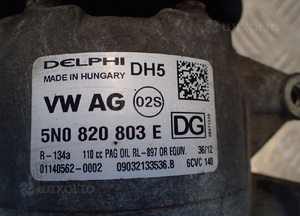 DELPHI DH5
MADE IN HUNGARY
VW AG 02S
5N0 820 803 E DG
R-134a 110 cc PAG OIL RL-897 OR EQUIV. 36/12
01140562-0002 09032133536.B 6CVC 140